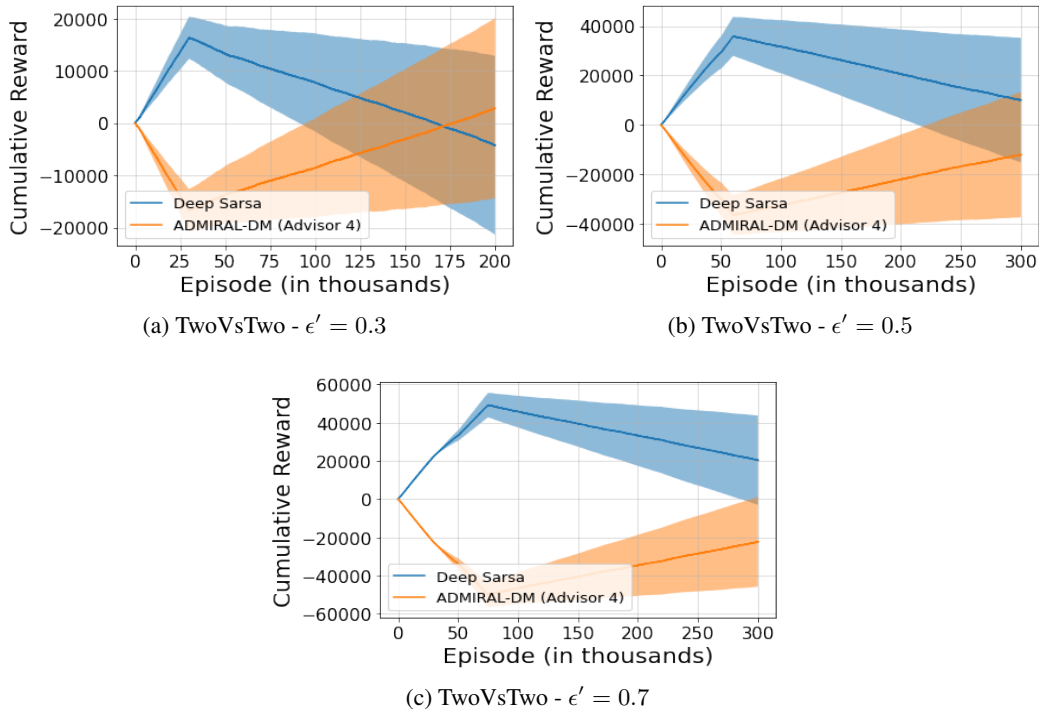 20000
10000
0
−10000
−20000
Cumulative Reward
Deep Sarsa
ADMIRAL-DM (Advisor 4)
0 25 50 75 100 125 150 175 200
Episode (in thousands)
(a) TwoVsTwo - ϵ′ = 0.3
40000
20000
0
−20000
−40000
Cumulative Reward
Deep Sarsa
ADMIRAL-DM (Advisor 4)
0 50 100 150 200 250 300
Episode (in thousands)
(b) TwoVsTwo - ϵ′ = 0.5
60000
40000
20000
0
−20000
−40000
−60000
Cumulative Reward
Deep Sarsa
ADMIRAL-DM (Advisor 4)
0 50 100 150 200 250 300
Episode (in thousands)
(c) TwoVsTwo - ϵ′ = 0.7